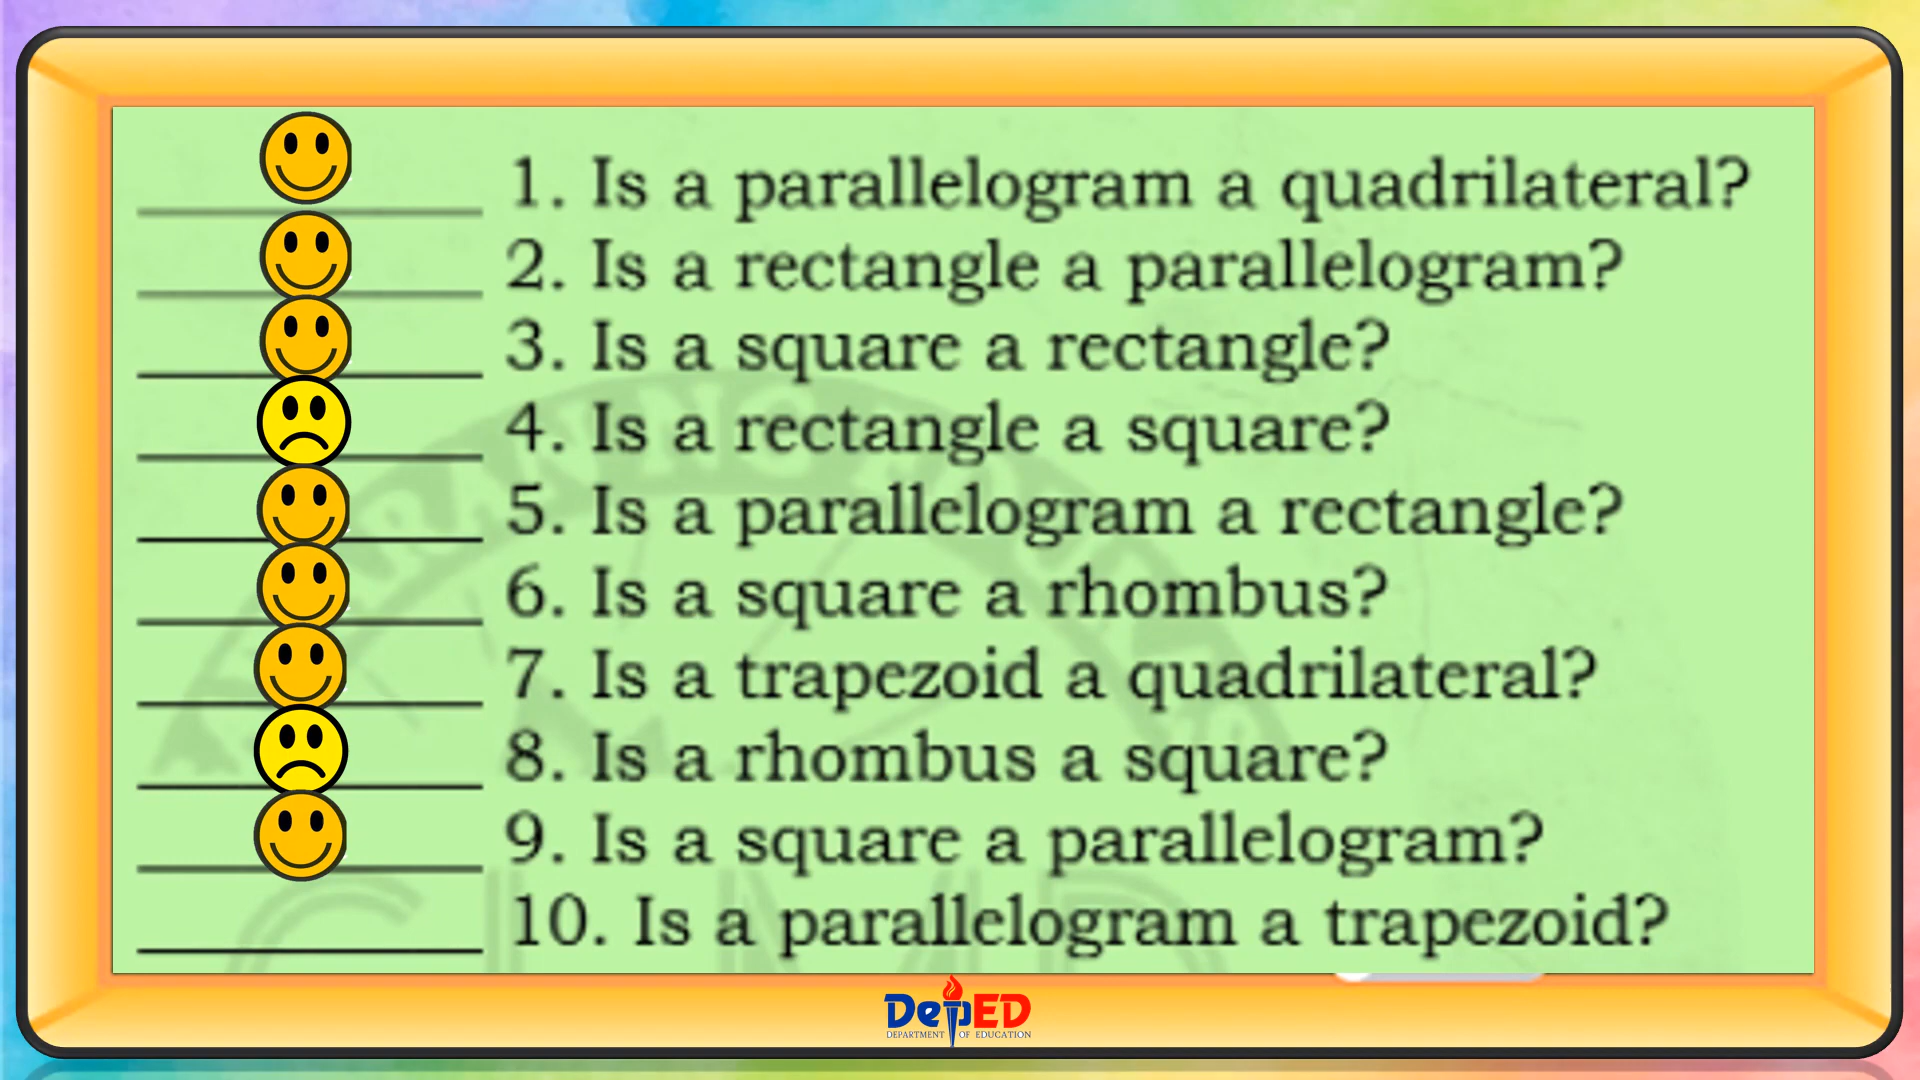 1. Is a parallelogram a quadrilateral?
2. Is a rectangle a parallelogram?
3. Is a square a rectangle?
4. Is a rectangle a square?
5. Is a parallelogram a rectangle?
6. Is a square a rhombus?
7. Is a trapezoid a quadrilateral?
8. Is a rhombus a square?
9. Is a square a parallelogram?
10. Is a parallelogram a trapezoid?
DepED
DEPARTMENT OF EDUCATION